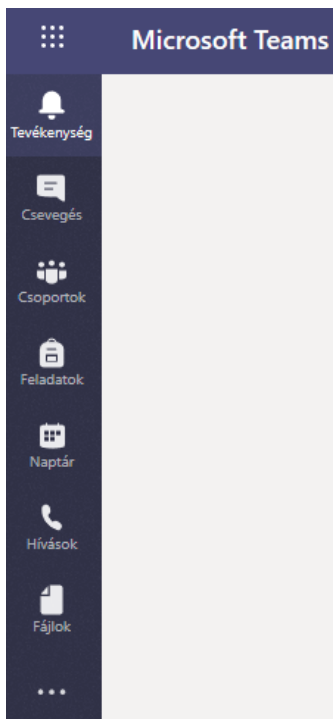 Microsoft Teams
Tevékenység
Csevegés
Csoportok
Feladatok
Naptár
Hívások
Fájlok